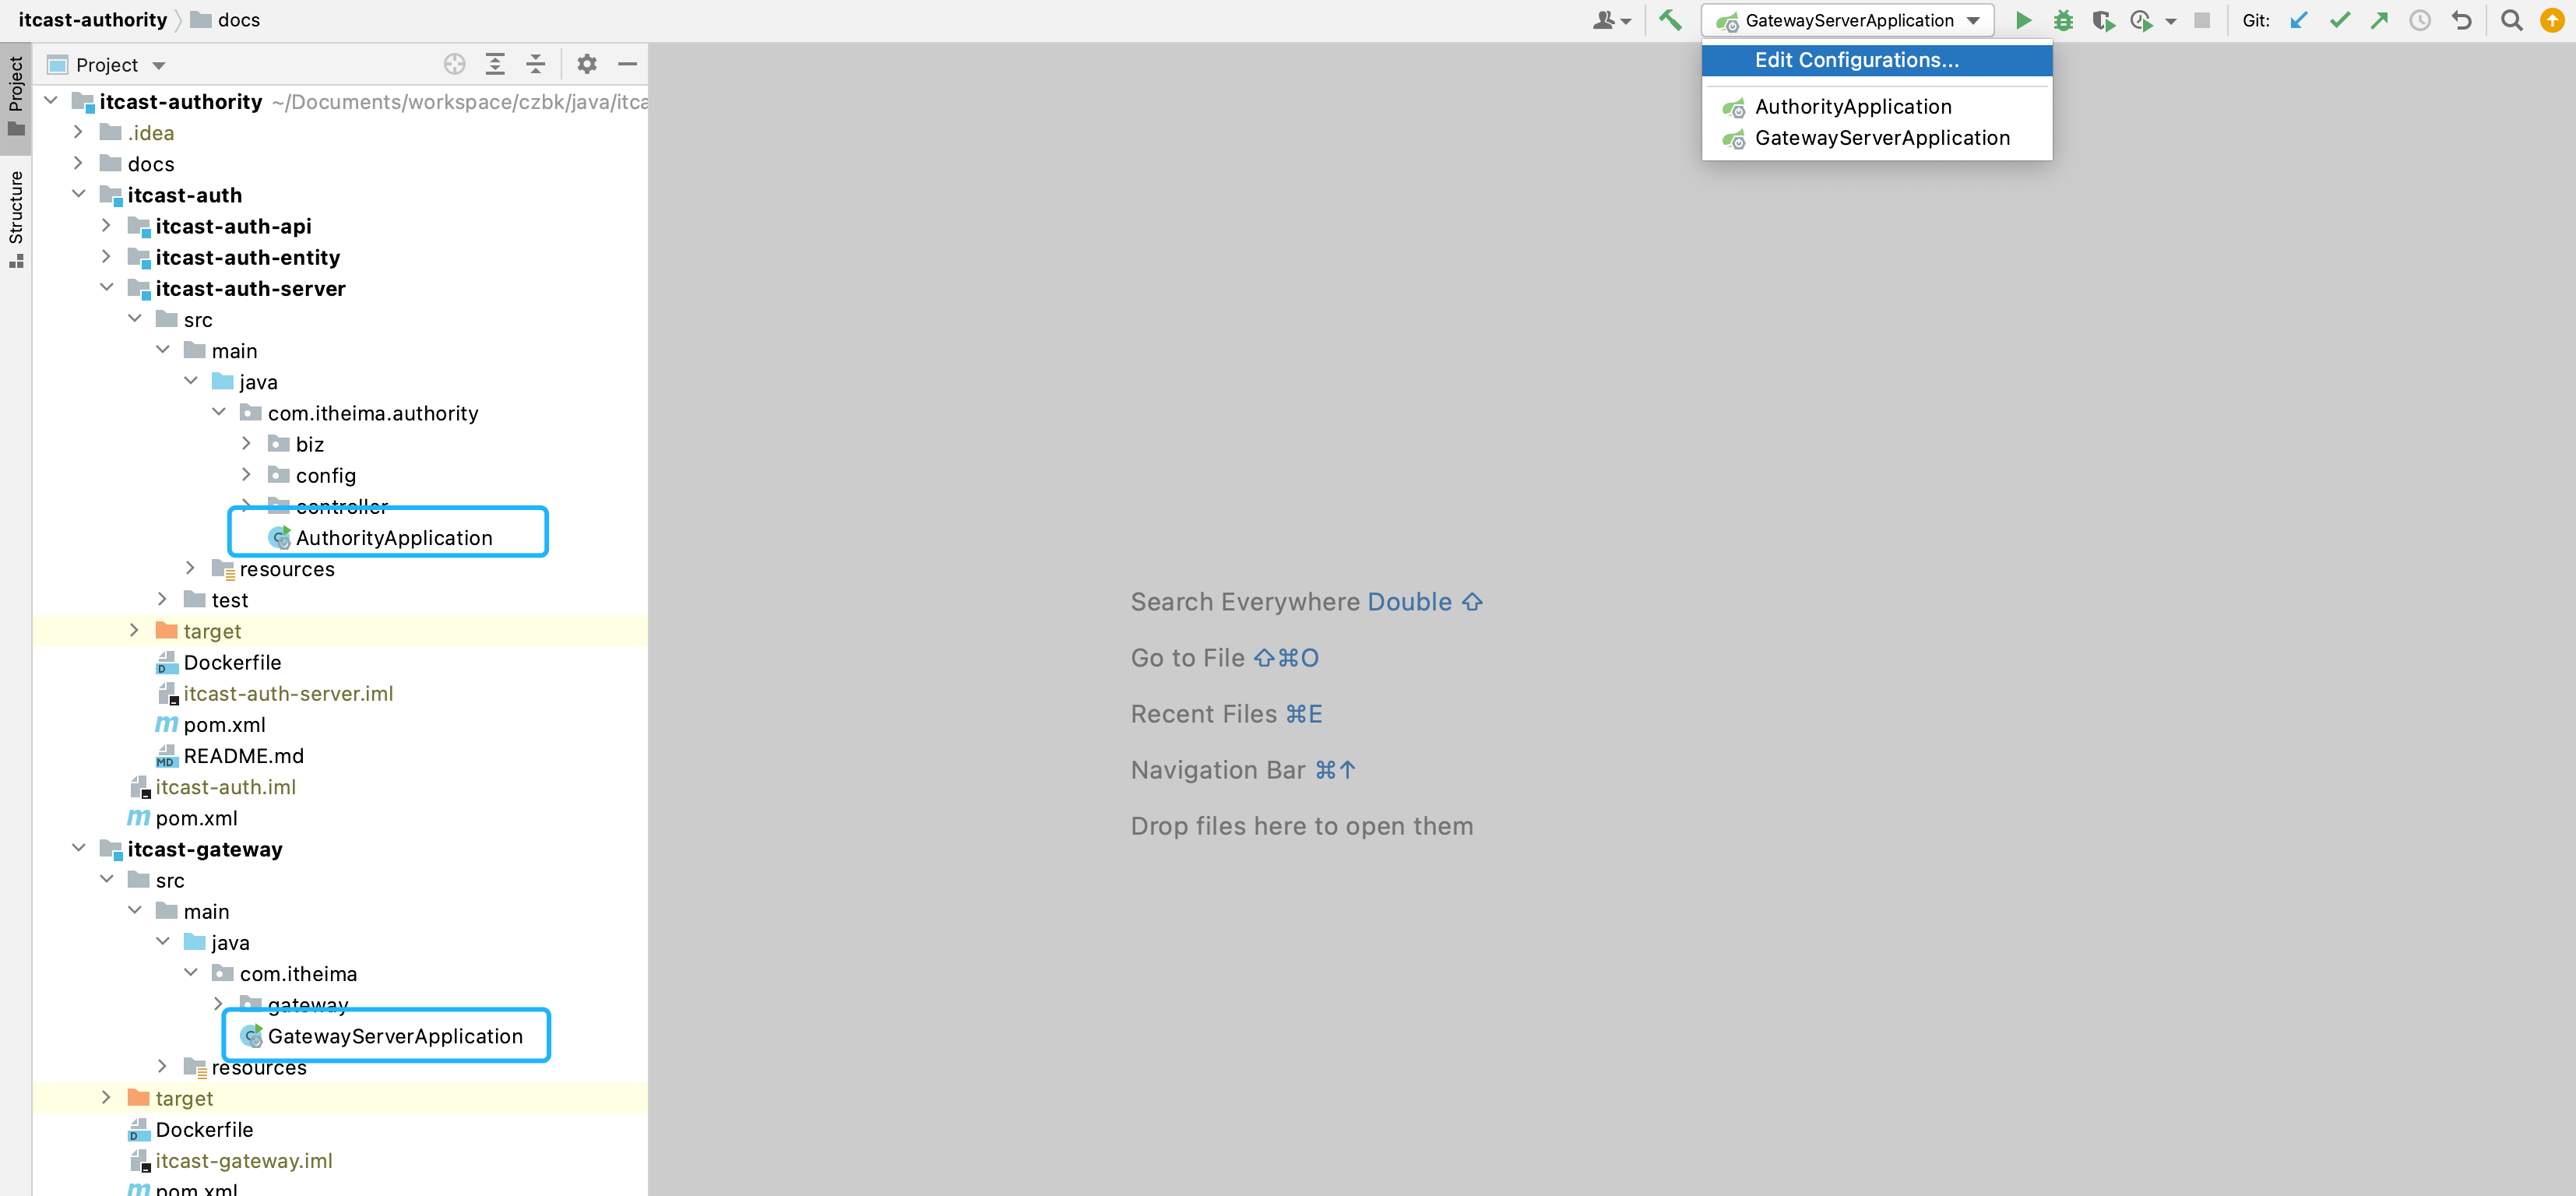 itcast-authority
docs
GatewayServerApplication
Git:
Edit Configurations...
AuthorityApplication
GatewayServerApplication
Project
Structure
Project
itcast-authority ~/Documents/workspace/czbk/java/itca
.idea
docs
itcast-auth
itcast-auth-api
itcast-auth-entity
itcast-auth-server
src
main
java
com.itheima.authority
biz
config
controller
AuthorityApplication
resources
test
target
Dockerfile
itcast-auth-server.iml
pom.xml
README.md
itcast-auth.iml
pom.xml
itcast-gateway
src
main
java
com.itheima
gateway
GatewayServerApplication
resources
target
Dockerfile
itcast-gateway.iml
pom.xml
Search Everywhere Double ⇧
Go to File ⇧⌘O
Recent Files ⌘E
Navigation Bar ⌘↑
Drop files here to open them